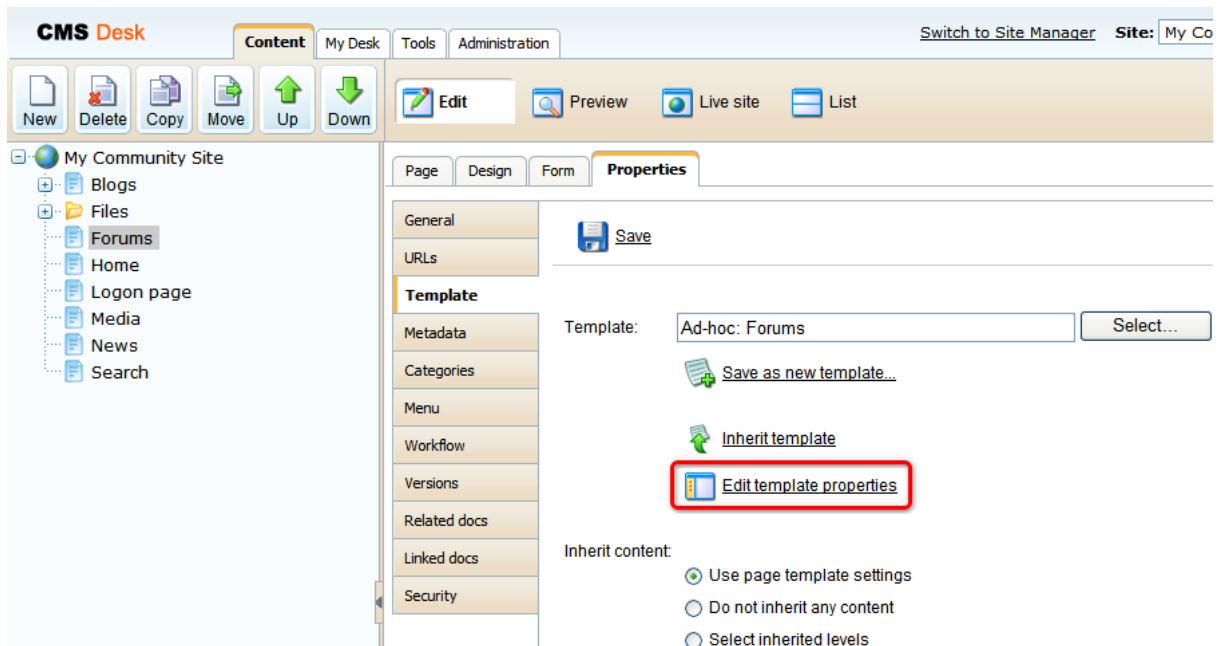 CMS Desk
Content My Desk Tools Administration
Switch to Site Manager Site: My Co
New Delete Copy Move Up Down
Edit Preview Live site List
My Community Site
Blogs
Files
Forums
Home
Logon page
Media
News
Search
Page Design Form Properties
General
URLs
Template
Metadata
Categories
Menu
Workflow
Versions
Related docs
Linked docs
Security
Save
Template: Ad-hoc: Forums Select...
Save as new template...
Inherit template
Edit template properties
Inherit content:
Use page template settings
Do not inherit any content
Select inherited levels